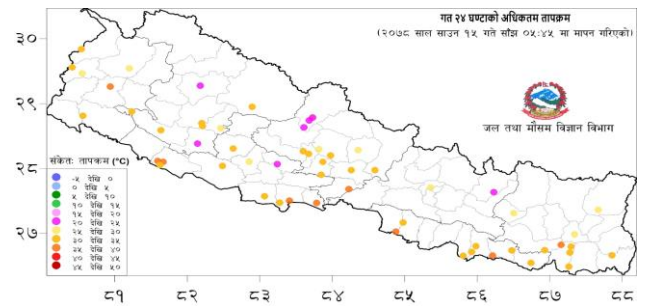 गत २४ घण्टाको अधिकतम तापक्रम
(२०७८ साल साउन १५ गते साँझ ०५:४५ मा मापन गरिएको)
३०
२९
जल तथा मौसम विज्ञान विभाग
२८
संकेत: तापक्रम (°C)
-५ देखि ०
० देखि ५
५ देखि १०
१० देखि १५
१५ देखि २०
२० देखि २५
२५ देखि ३०
३० देखि ३५
३५ देखि ४०
४० देखि ४५
४५ देखि ५०
२७
८१ ८२ ८३ ८४ ८५ ८६ ८७ ८८